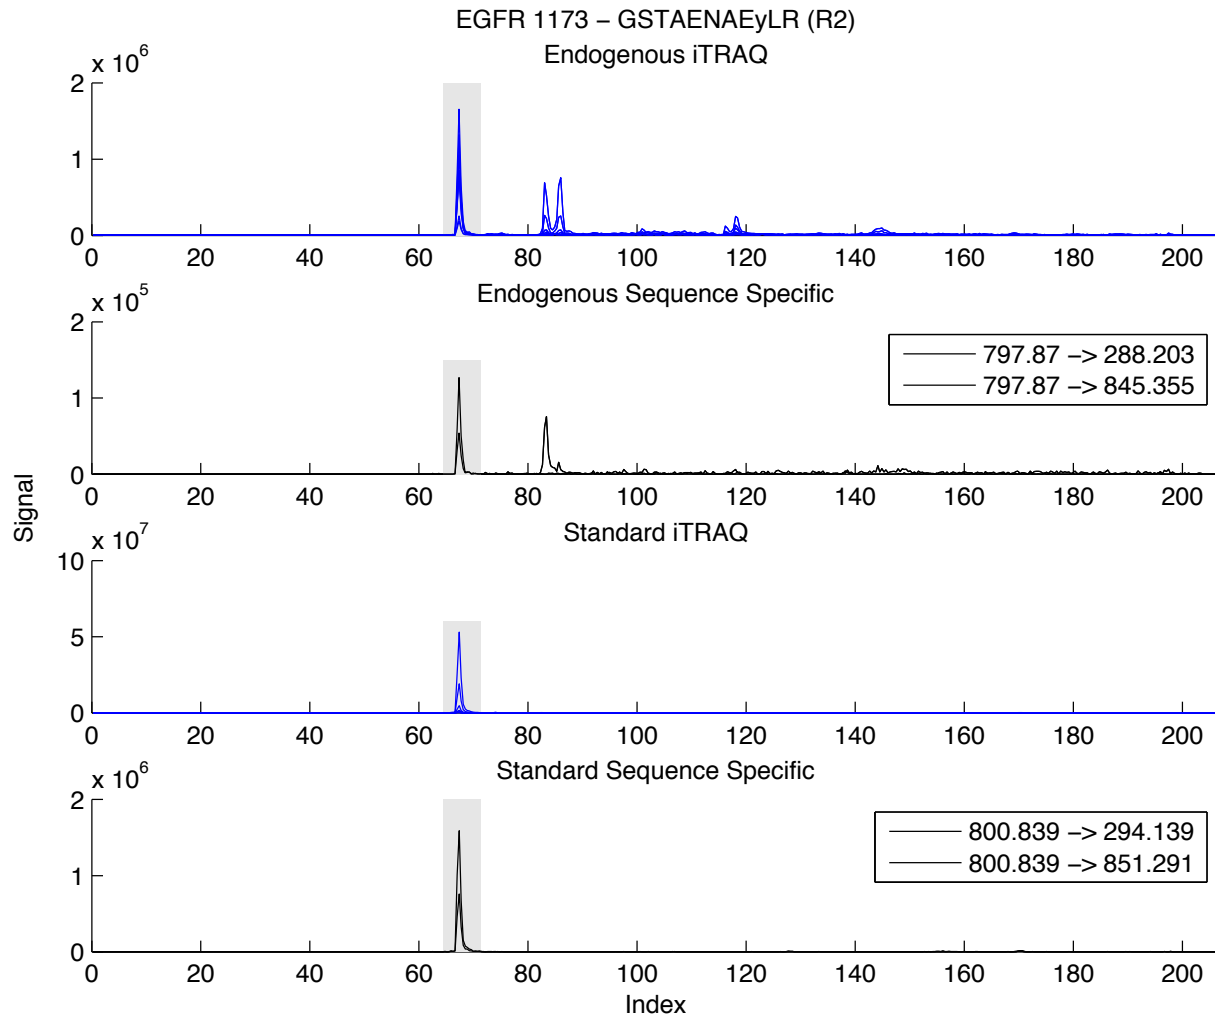 EGFR 1173 − GSTAENAEyLR (R2)
Endogenous iTRAQ
x 10^6
2
1
0
0 20 40 60 80 100 120 140 160 180 200
Endogenous Sequence Specific
x 10^5
2
1
0
797.87 −> 288.203
797.87 −> 845.355
0 20 40 60 80 100 120 140 160 180 200
Signal
Standard iTRAQ
x 10^7
10
5
0
0 20 40 60 80 100 120 140 160 180 200
Standard Sequence Specific
x 10^6
2
1
0
800.839 −> 294.139
800.839 −> 851.291
0 20 40 60 80 100 120 140 160 180 200
Index